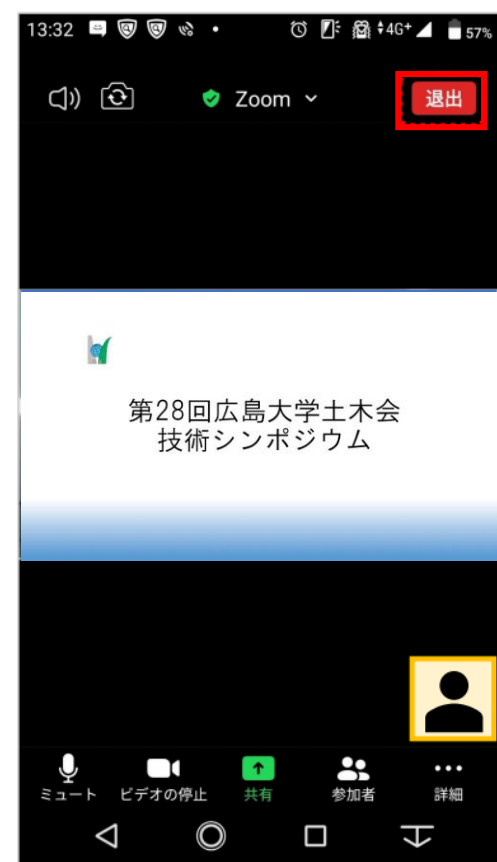 13:32
4G+
57%
Zoom
退出
第28回広島大学土木会
技術シンポジウム
ミュート ビデオの停止 共有 参加者 詳細